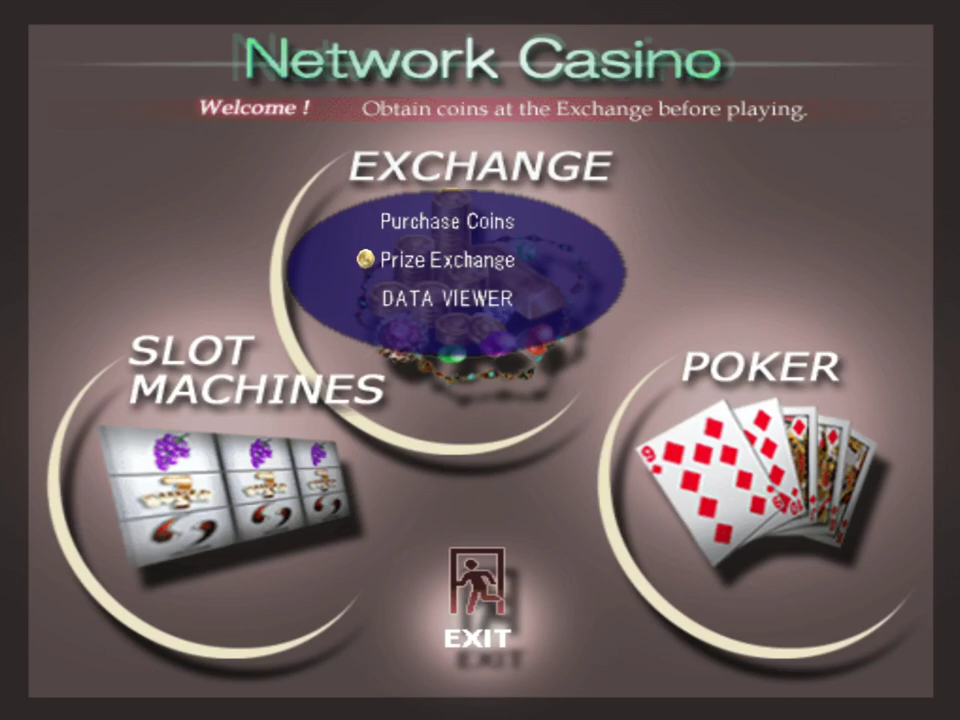 Network Casino
Welcome ! Obtain coins at the Exchange before playing.
EXCHANGE
Purchase Coins
Prize Exchange
DATA VIEWER
SLOT
MACHINES
POKER
9
EXIT